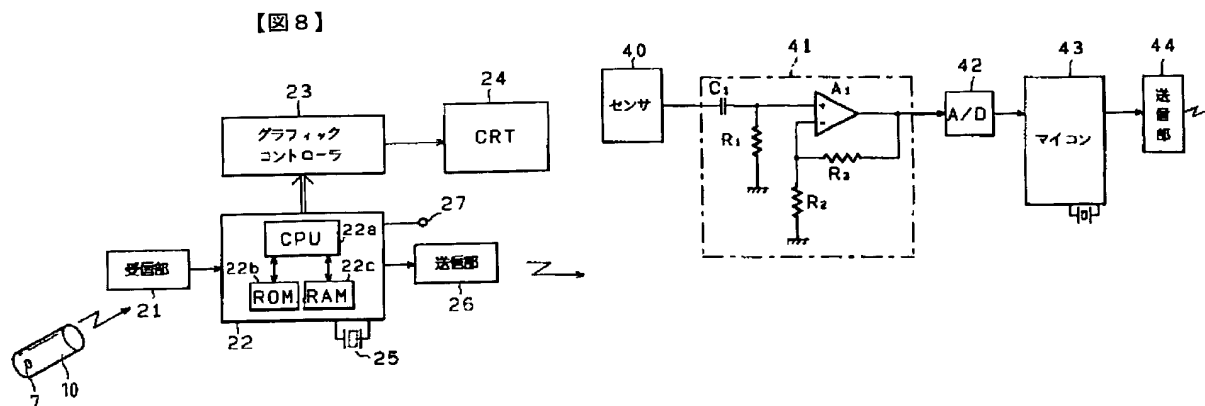 【図8】
23
グラフィック
コントローラ
24
CRT
27
CPU
22a
22b
22c
ROM
RAM
受信部
21
送信部
26
22
25
7
10
40
センサ
41
C1
A1
+
-
R1
R3
R2
42
A/D
43
マイコン
44
送信部